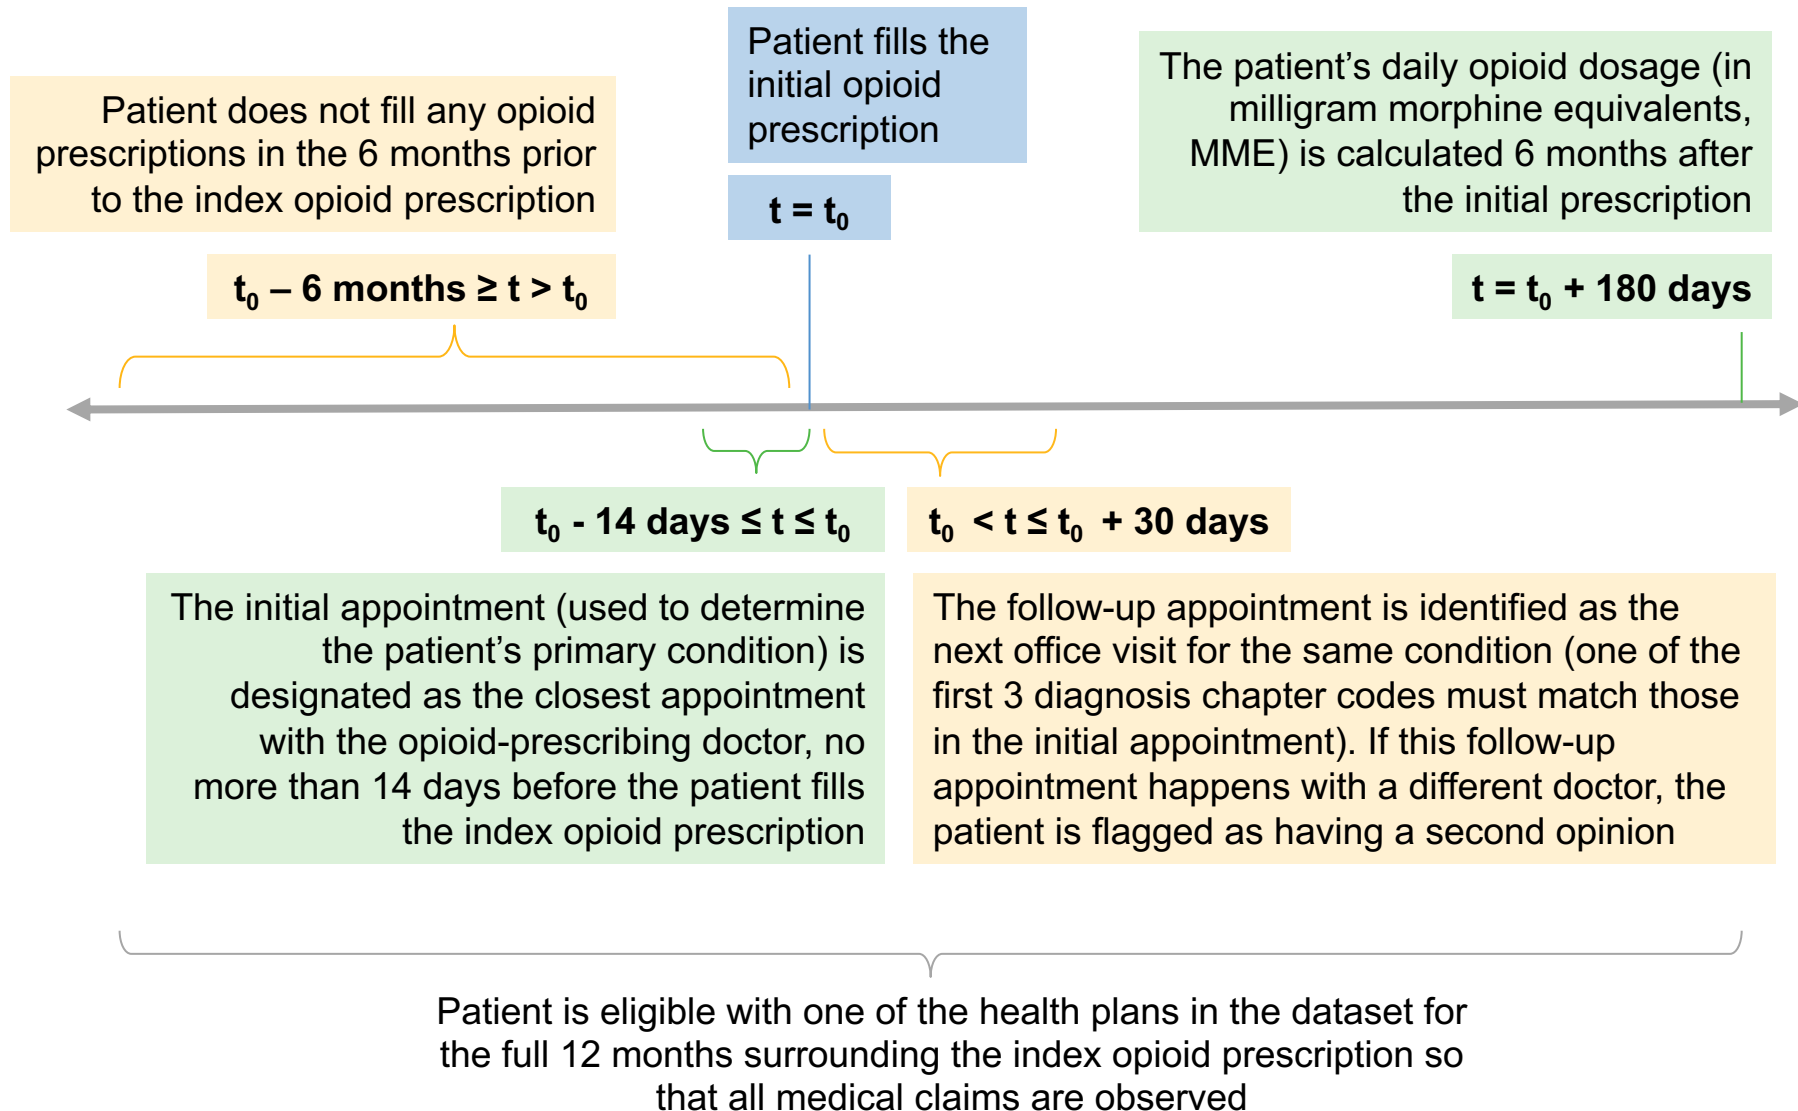 Patient does not fill any opioid
prescriptions in the 6 months prior
to the index opioid prescription
t₀ – 6 months ≥ t > t₀
Patient fills the
initial opioid
prescription
t = t₀
The patient’s daily opioid dosage (in
milligram morphine equivalents,
MME) is calculated 6 months after
the initial prescription
t = t₀ + 180 days
t₀ - 14 days ≤ t ≤ t₀
The initial appointment (used to determine
the patient’s primary condition) is
designated as the closest appointment
with the opioid-prescribing doctor, no
more than 14 days before the patient fills
the index opioid prescription
t₀ < t ≤ t₀ + 30 days
The follow-up appointment is identified as the
next office visit for the same condition (one of the
first 3 diagnosis chapter codes must match those
in the initial appointment). If this follow-up
appointment happens with a different doctor, the
patient is flagged as having a second opinion
Patient is eligible with one of the health plans in the dataset for
the full 12 months surrounding the index opioid prescription so
that all medical claims are observed